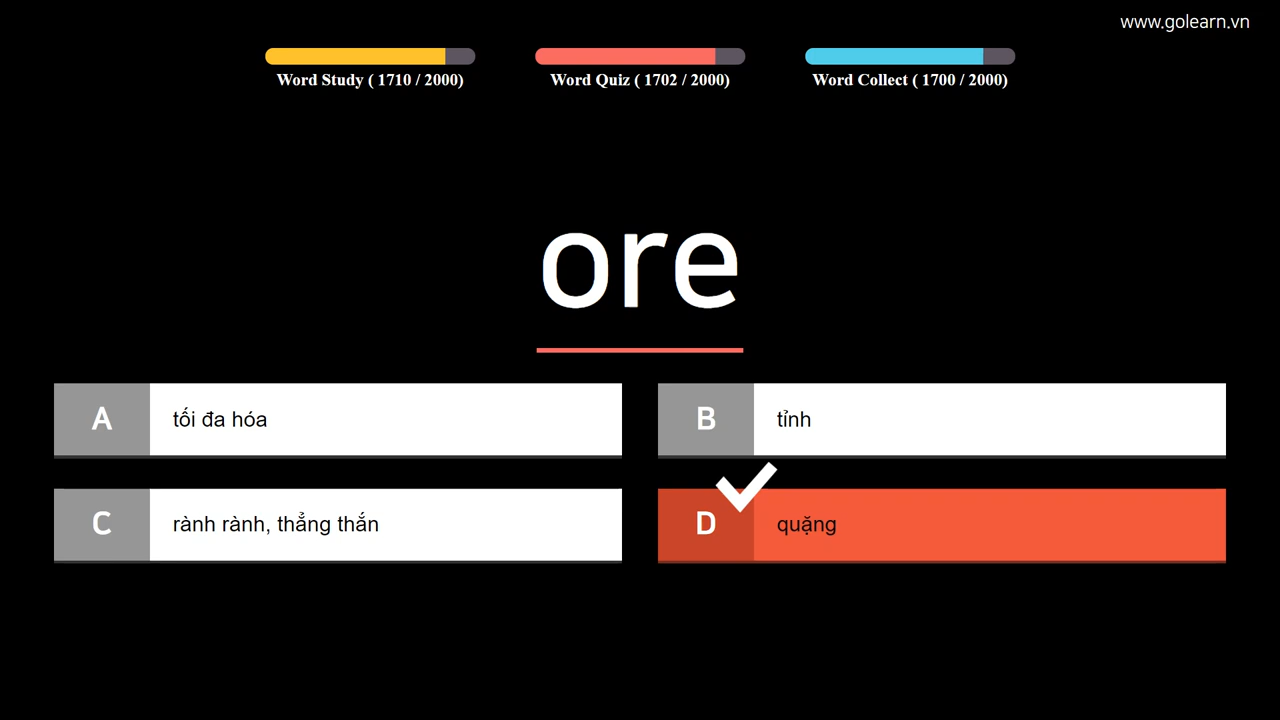 www.golearn.vn
Word Study ( 1710 / 2000)
Word Quiz ( 1702 / 2000)
Word Collect ( 1700 / 2000)
ore
A tối đa hóa
B tỉnh
C rành rành, thẳng thắn
D quặng